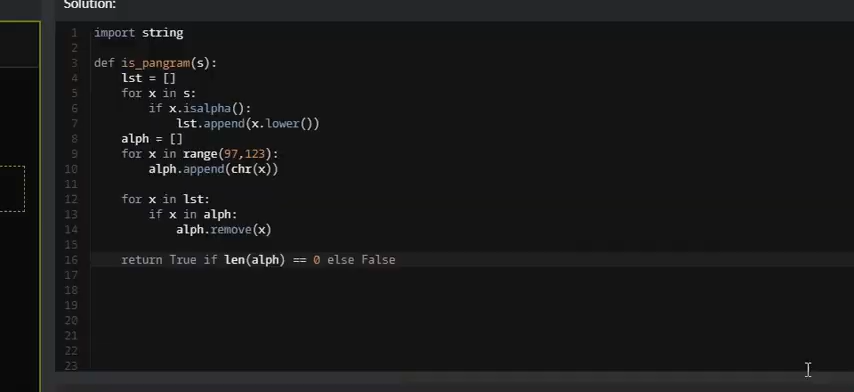 Solution:
1 import string
2
3 def is_pangram(s):
4     lst = []
5     for x in s:
6         if x.isalpha():
7             lst.append(x.lower())
8     alph = []
9     for x in range(97,123):
10         alph.append(chr(x))
11
12     for x in lst:
13         if x in alph:
14             alph.remove(x)
15
16     return True if len(alph) == 0 else False
17
18
19
20
21
22
23